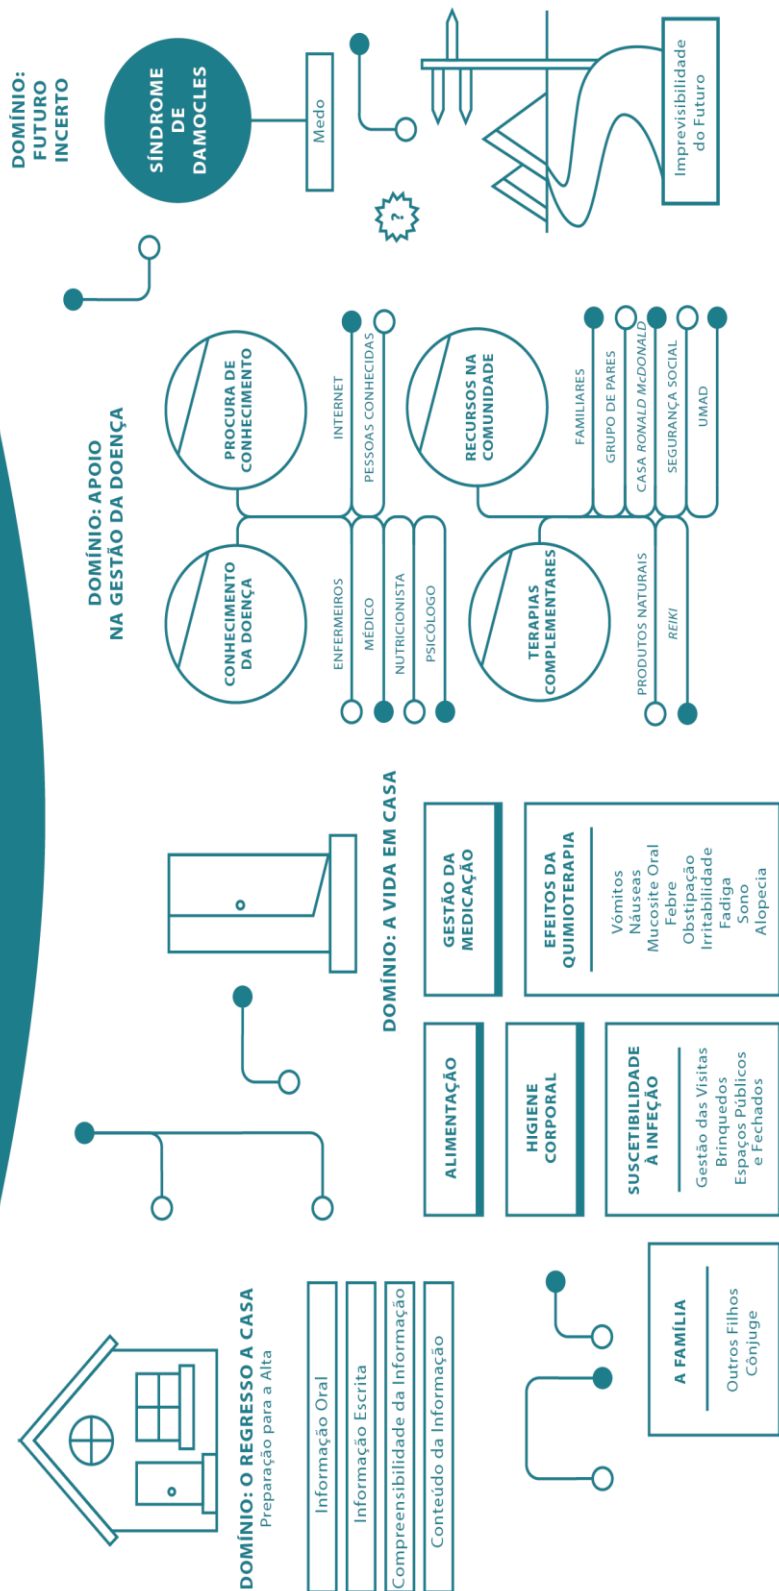 DOMÍNIO: O REGRESSO A CASA
Preparação para a Alta
Informação Oral
Informação Escrita
Compreensibilidade da Informação
Conteúdo da Informação
DOMÍNIO: A VIDA EM CASA
ALIMENTAÇÃO
GESTÃO DA
MEDICAÇÃO
HIGIENE
CORPORAL
EFEITOS DA
QUIMIOTERAPIA
Vómitos
Náuseas
Mucosite Oral
Febre
Obstipação
Irritabilidade
Fadiga
Sono
Alopecia
SUSCETIBILIDADE
À INFEÇÃO
Gestão das Visitas
Brinquedos
Espaços Públicos
e Fechados
A FAMÍLIA
Outros Filhos
Cônjuge
DOMÍNIO: APOIO
NA GESTÃO DA DOENÇA
CONHECIMENTO
DA DOENÇA
ENFERMEIROS
MÉDICO
NUTRICIONISTA
PSICÓLOGO
PROCURA DE
CONHECIMENTO
INTERNET
PESSOAS CONHECIDAS
TERAPIAS
COMPLEMENTARES
PRODUTOS NATURAIS
REIKI
RECURSOS NA
COMUNIDADE
FAMILIARES
GRUPO DE PARES
CASA RONALD McDONALD
SEGURANÇA SOCIAL
UMAD
DOMÍNIO:
FUTURO
INCERTO
SÍNDROME
DE
DAMOCLES
Medo
?
Imprevisibilidade
do Futuro